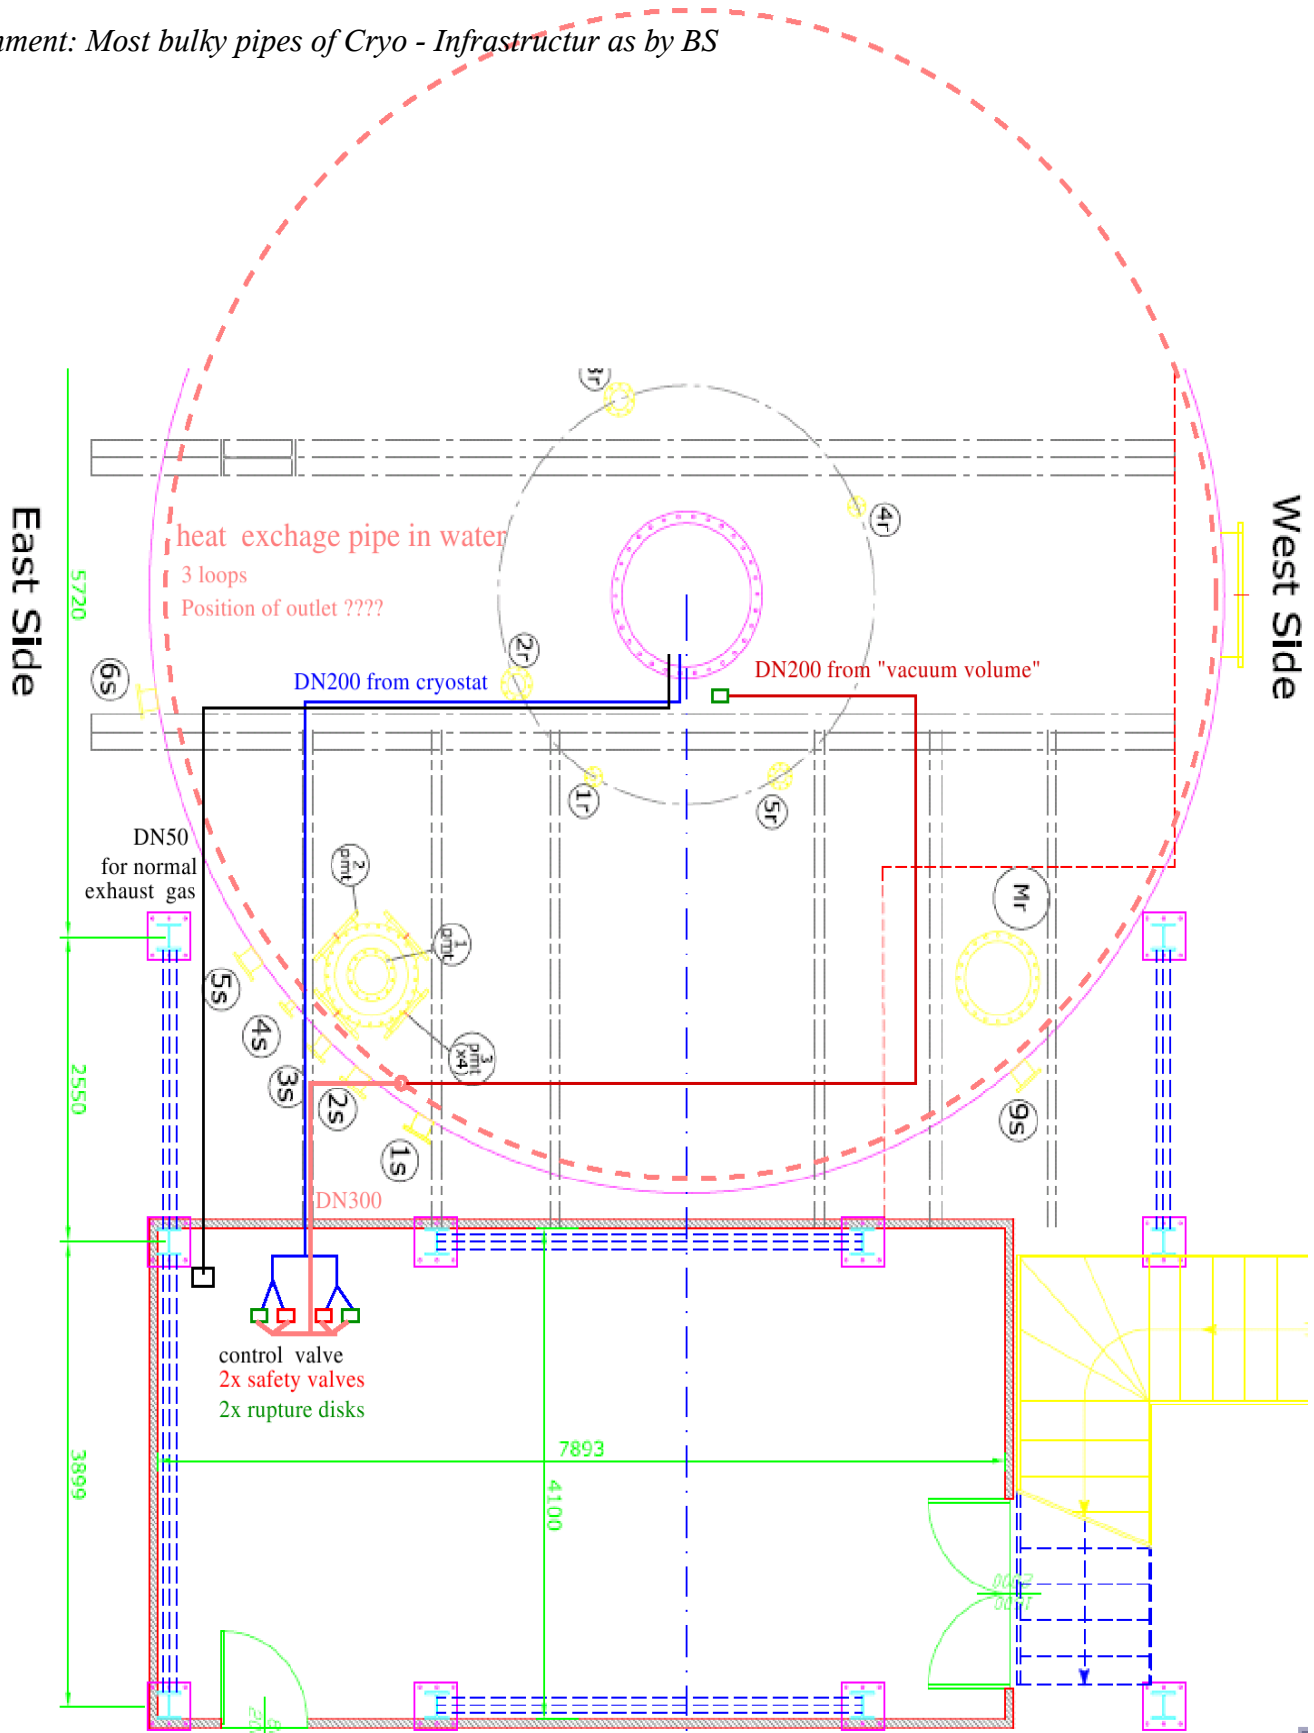 nment: Most bulky pipes of Cryo - Infrastructur as by BS
3r
4r
East Side
West Side
heat exchage pipe in water
3 loops
Position of outlet ????
5720
2r
6s
DN200 from cryostat
DN200 from "vacuum volume"
1r
5r
DN50
for normal
exhaust gas
2
pmt
Mr
1
pmt
5s
4s
3
pmt
(x4)
3s
2s
2550
9s
1s
DN300
control valve
2x safety valves
2x rupture disks
7893
3899
4100